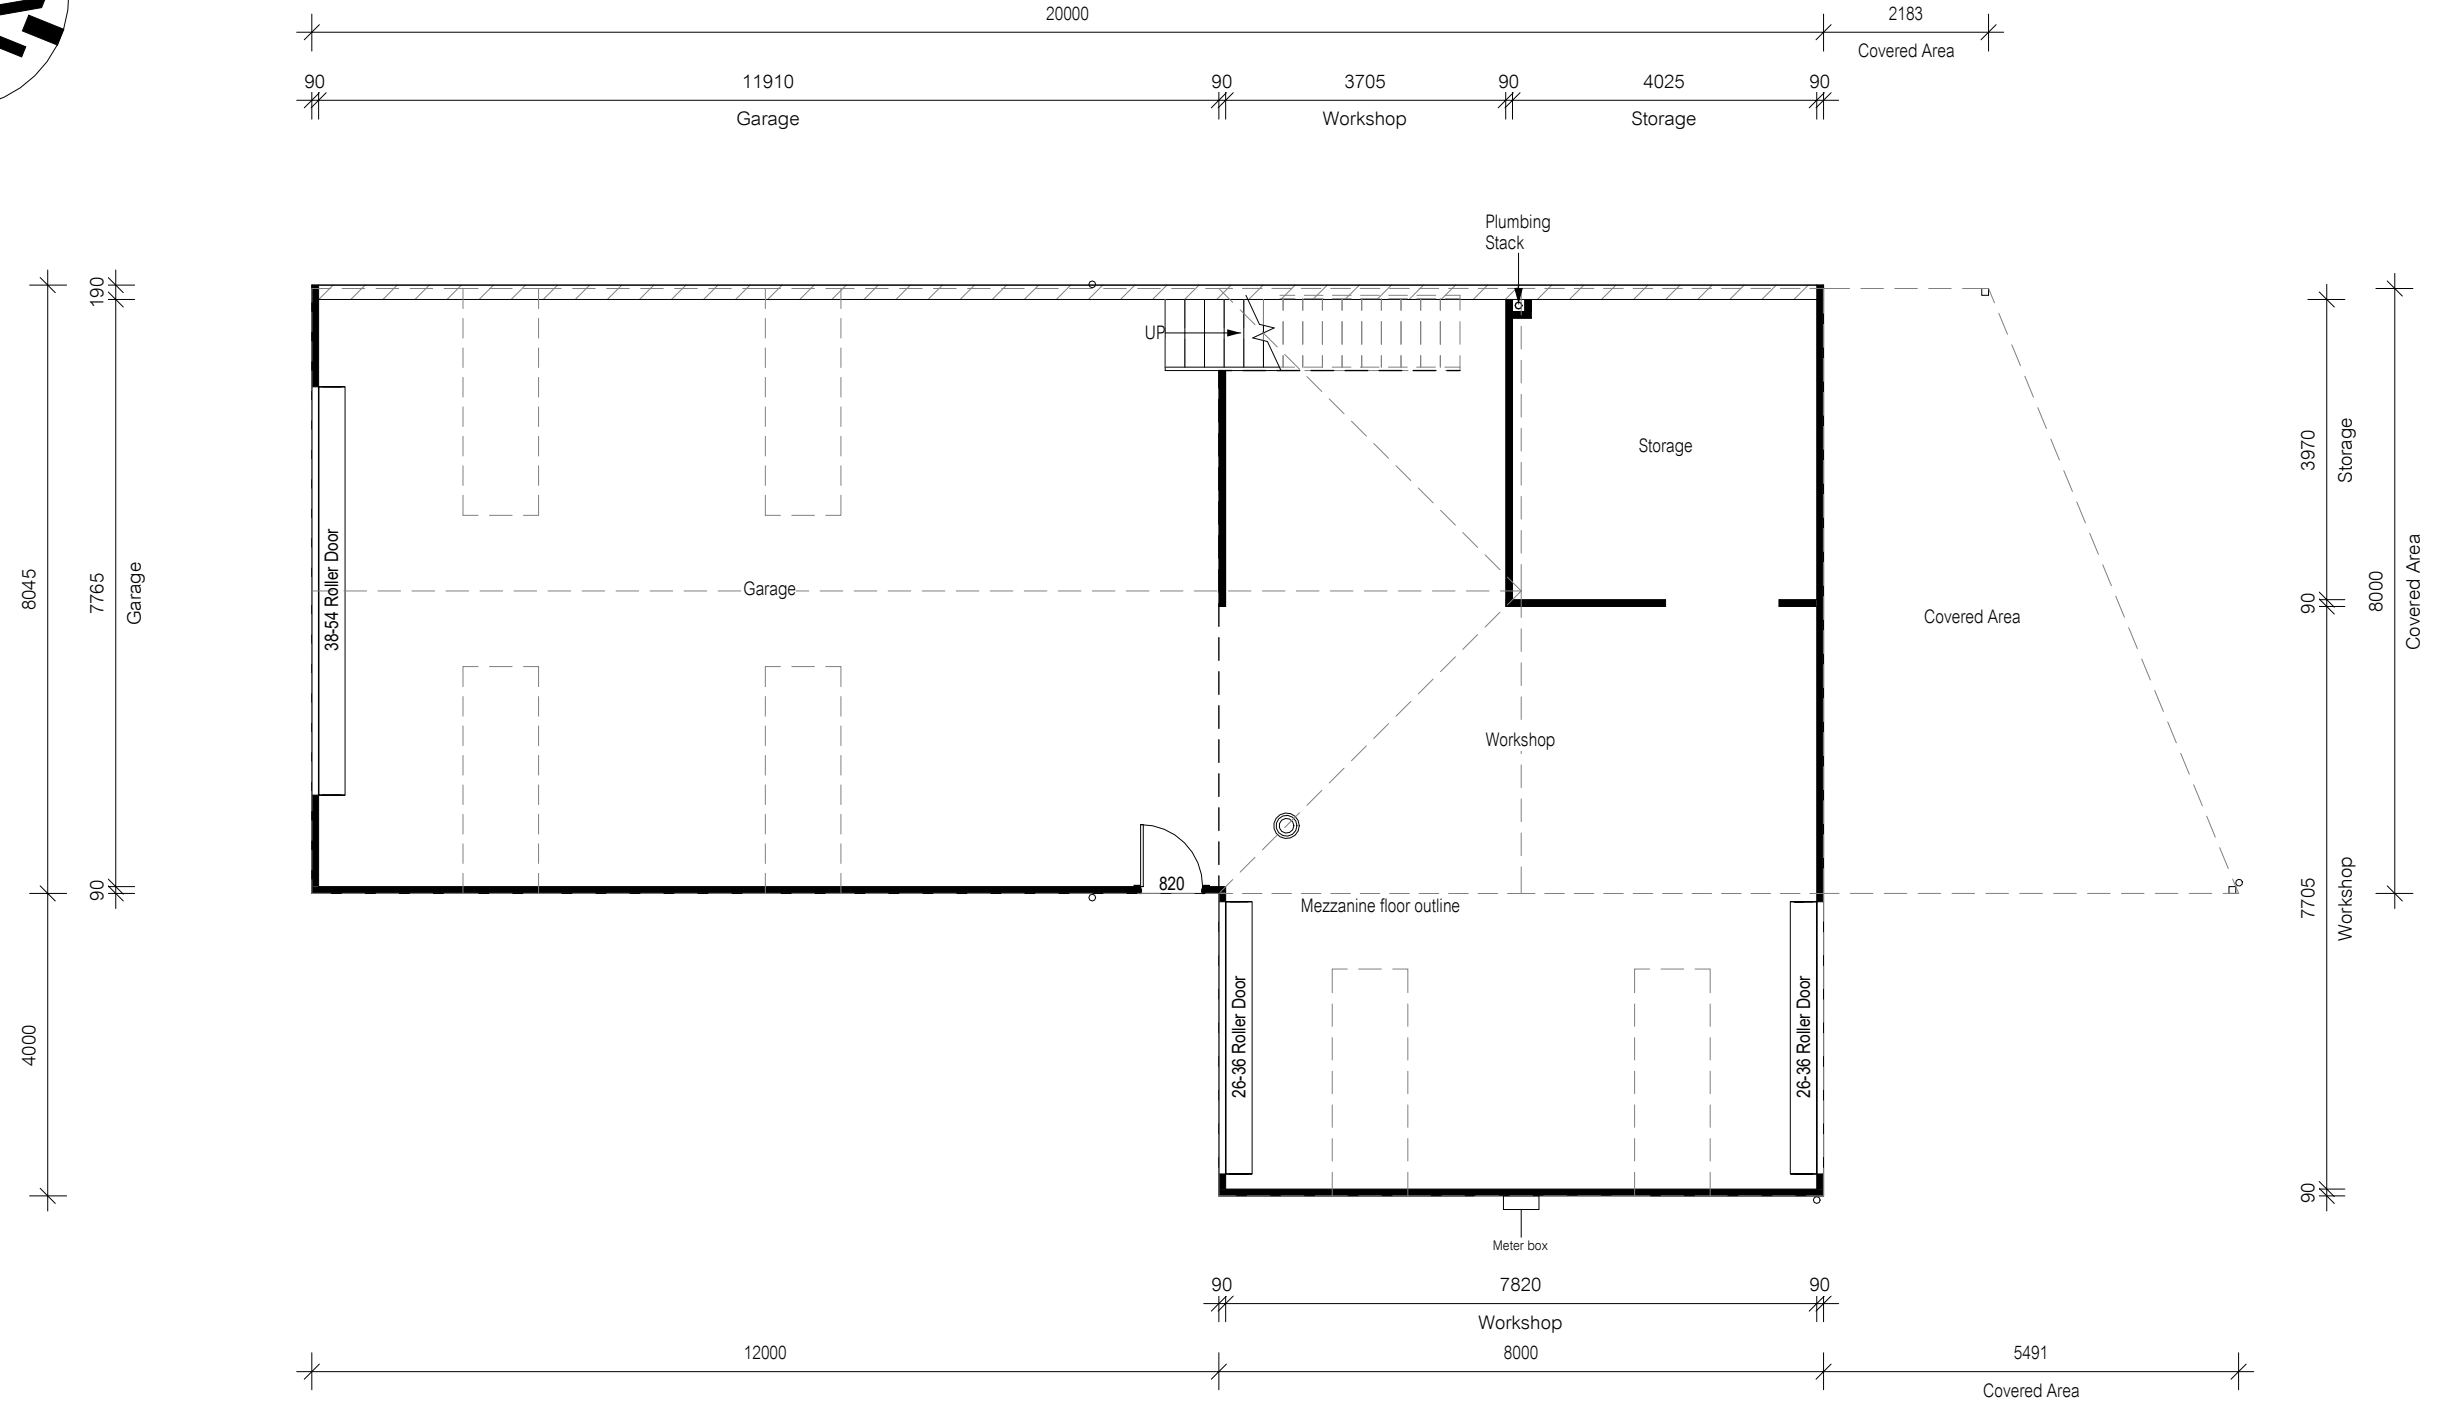 20000
2183
Covered Area
90
11910
90
3705
90
4025
90
Garage
Workshop
Storage
Plumbing
Stack
190
8045
7765
Garage
90
4000
UP
38-54 Roller Door
Garage
820
Storage
Workshop
Mezzanine floor outline
26-36 Roller Door
26-36 Roller Door
Meter box
Covered Area
3970
Storage
90
8000
Covered Area
7705
Workshop
90
90
7820
90
Workshop
12000
8000
5491
Covered Area